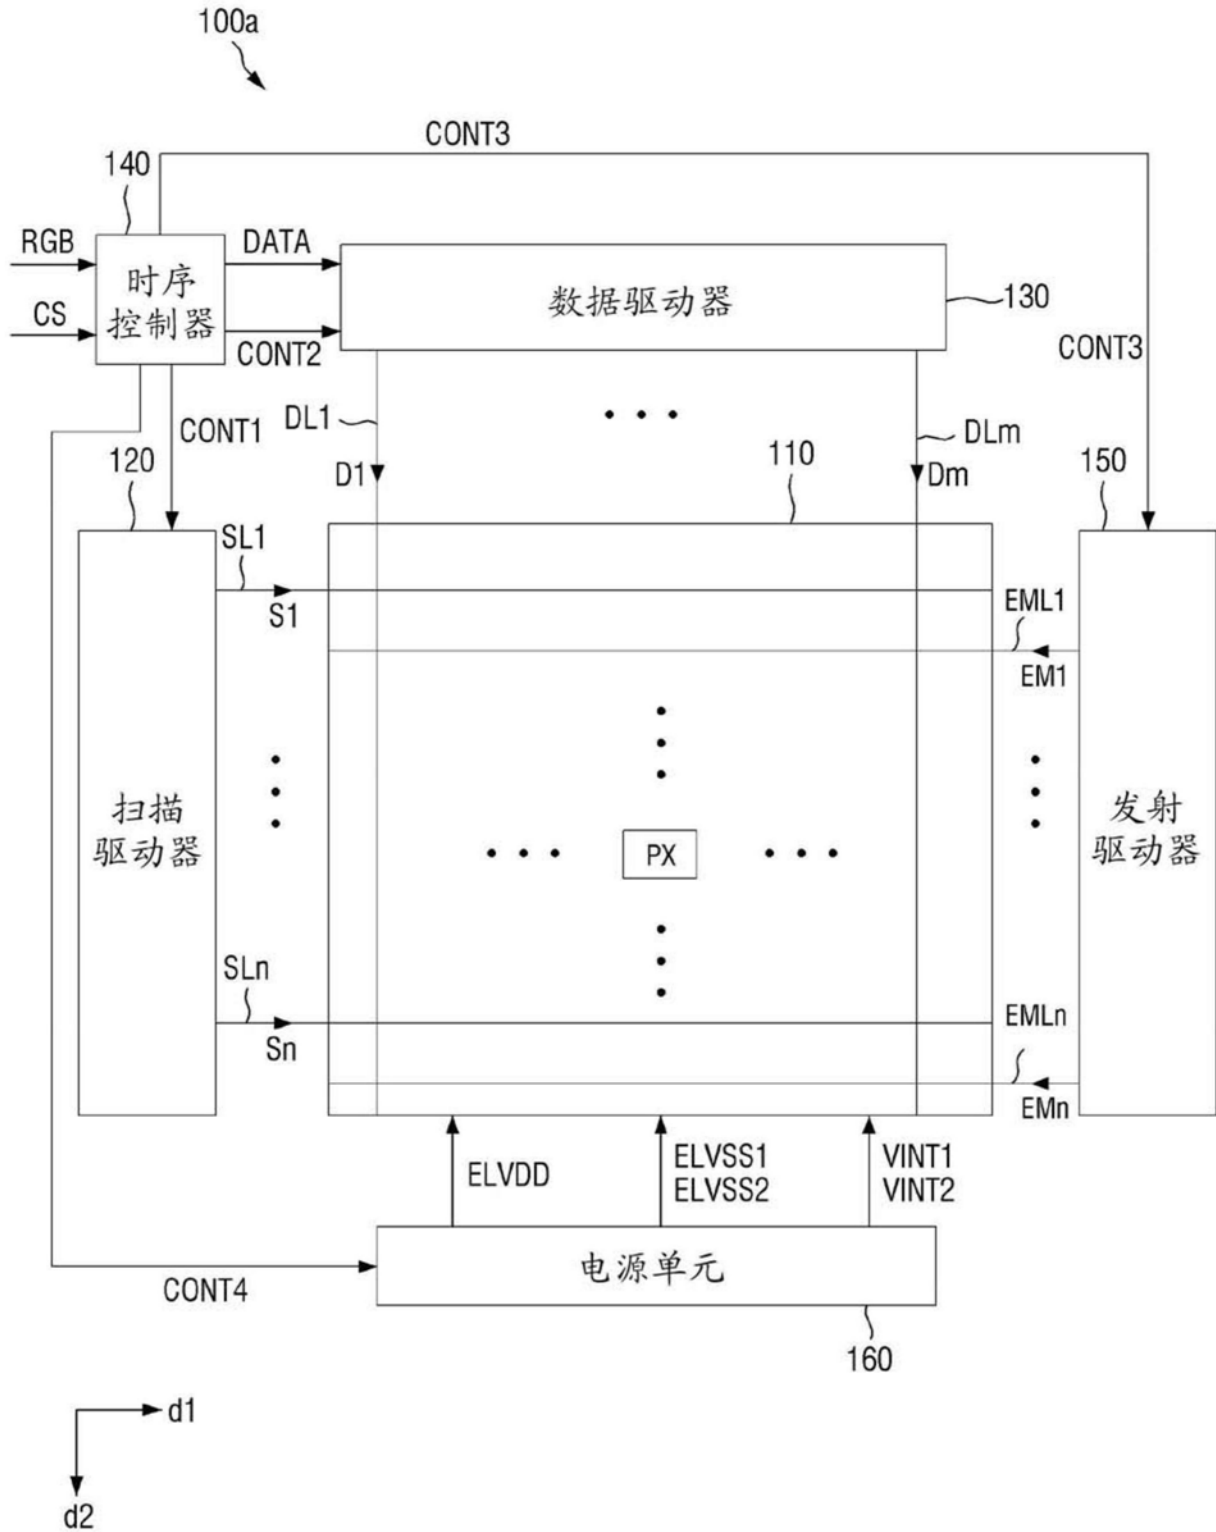 100a
CONT3
140
RGB
DATA
时序
控制器
数据驱动器
130
CS
CONT2
CONT3
DL1
CONT1
DLm
120
110
150
D1
Dm
SL1
S1
EML1
EM1
扫描
驱动器
发射
驱动器
PX
SLn
Sn
EMLn
EMn
ELVDD
ELVSS1
ELVSS2
VINT1
VINT2
电源单元
CONT4
160
d1
d2